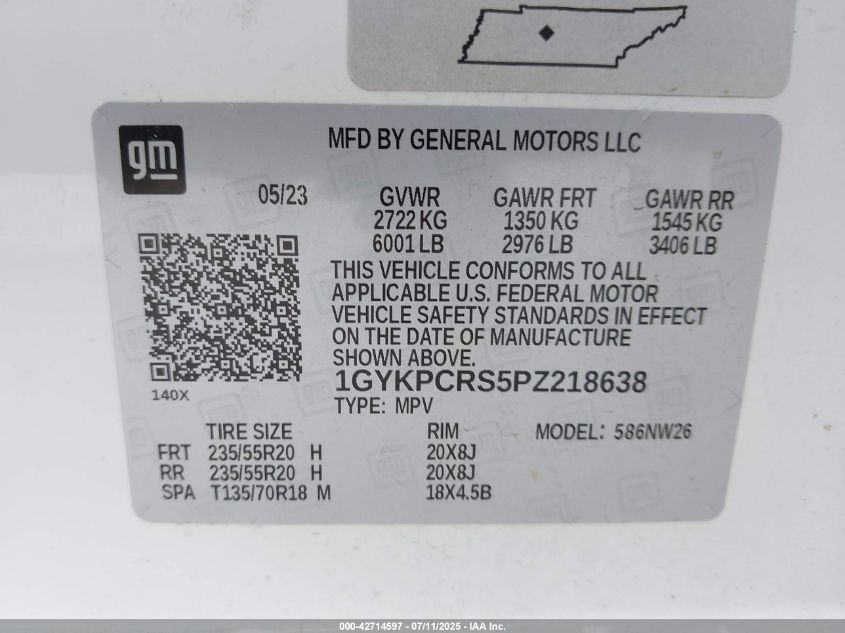 gm
MFD BY GENERAL MOTORS LLC
05/23 GVWR GAWR FRT GAWR RR
2722 KG 1350 KG 1545 KG
6001 LB 2976 LB 3406 LB
THIS VEHICLE CONFORMS TO ALL
APPLICABLE U.S. FEDERAL MOTOR
VEHICLE SAFETY STANDARDS IN EFFECT
ON THE DATE OF MANUFACTURE
SHOWN ABOVE.
1GYKPCRS5PZ218638
140X
TYPE: MPV
TIRE SIZE RIM MODEL: 586NW26
FRT 235/55R20 H 20X8J
RR 235/55R20 H 20X8J
SPA T135/70R18 M 18X4.5B
000-42714597 - 07/11/2025 - IAA Inc.